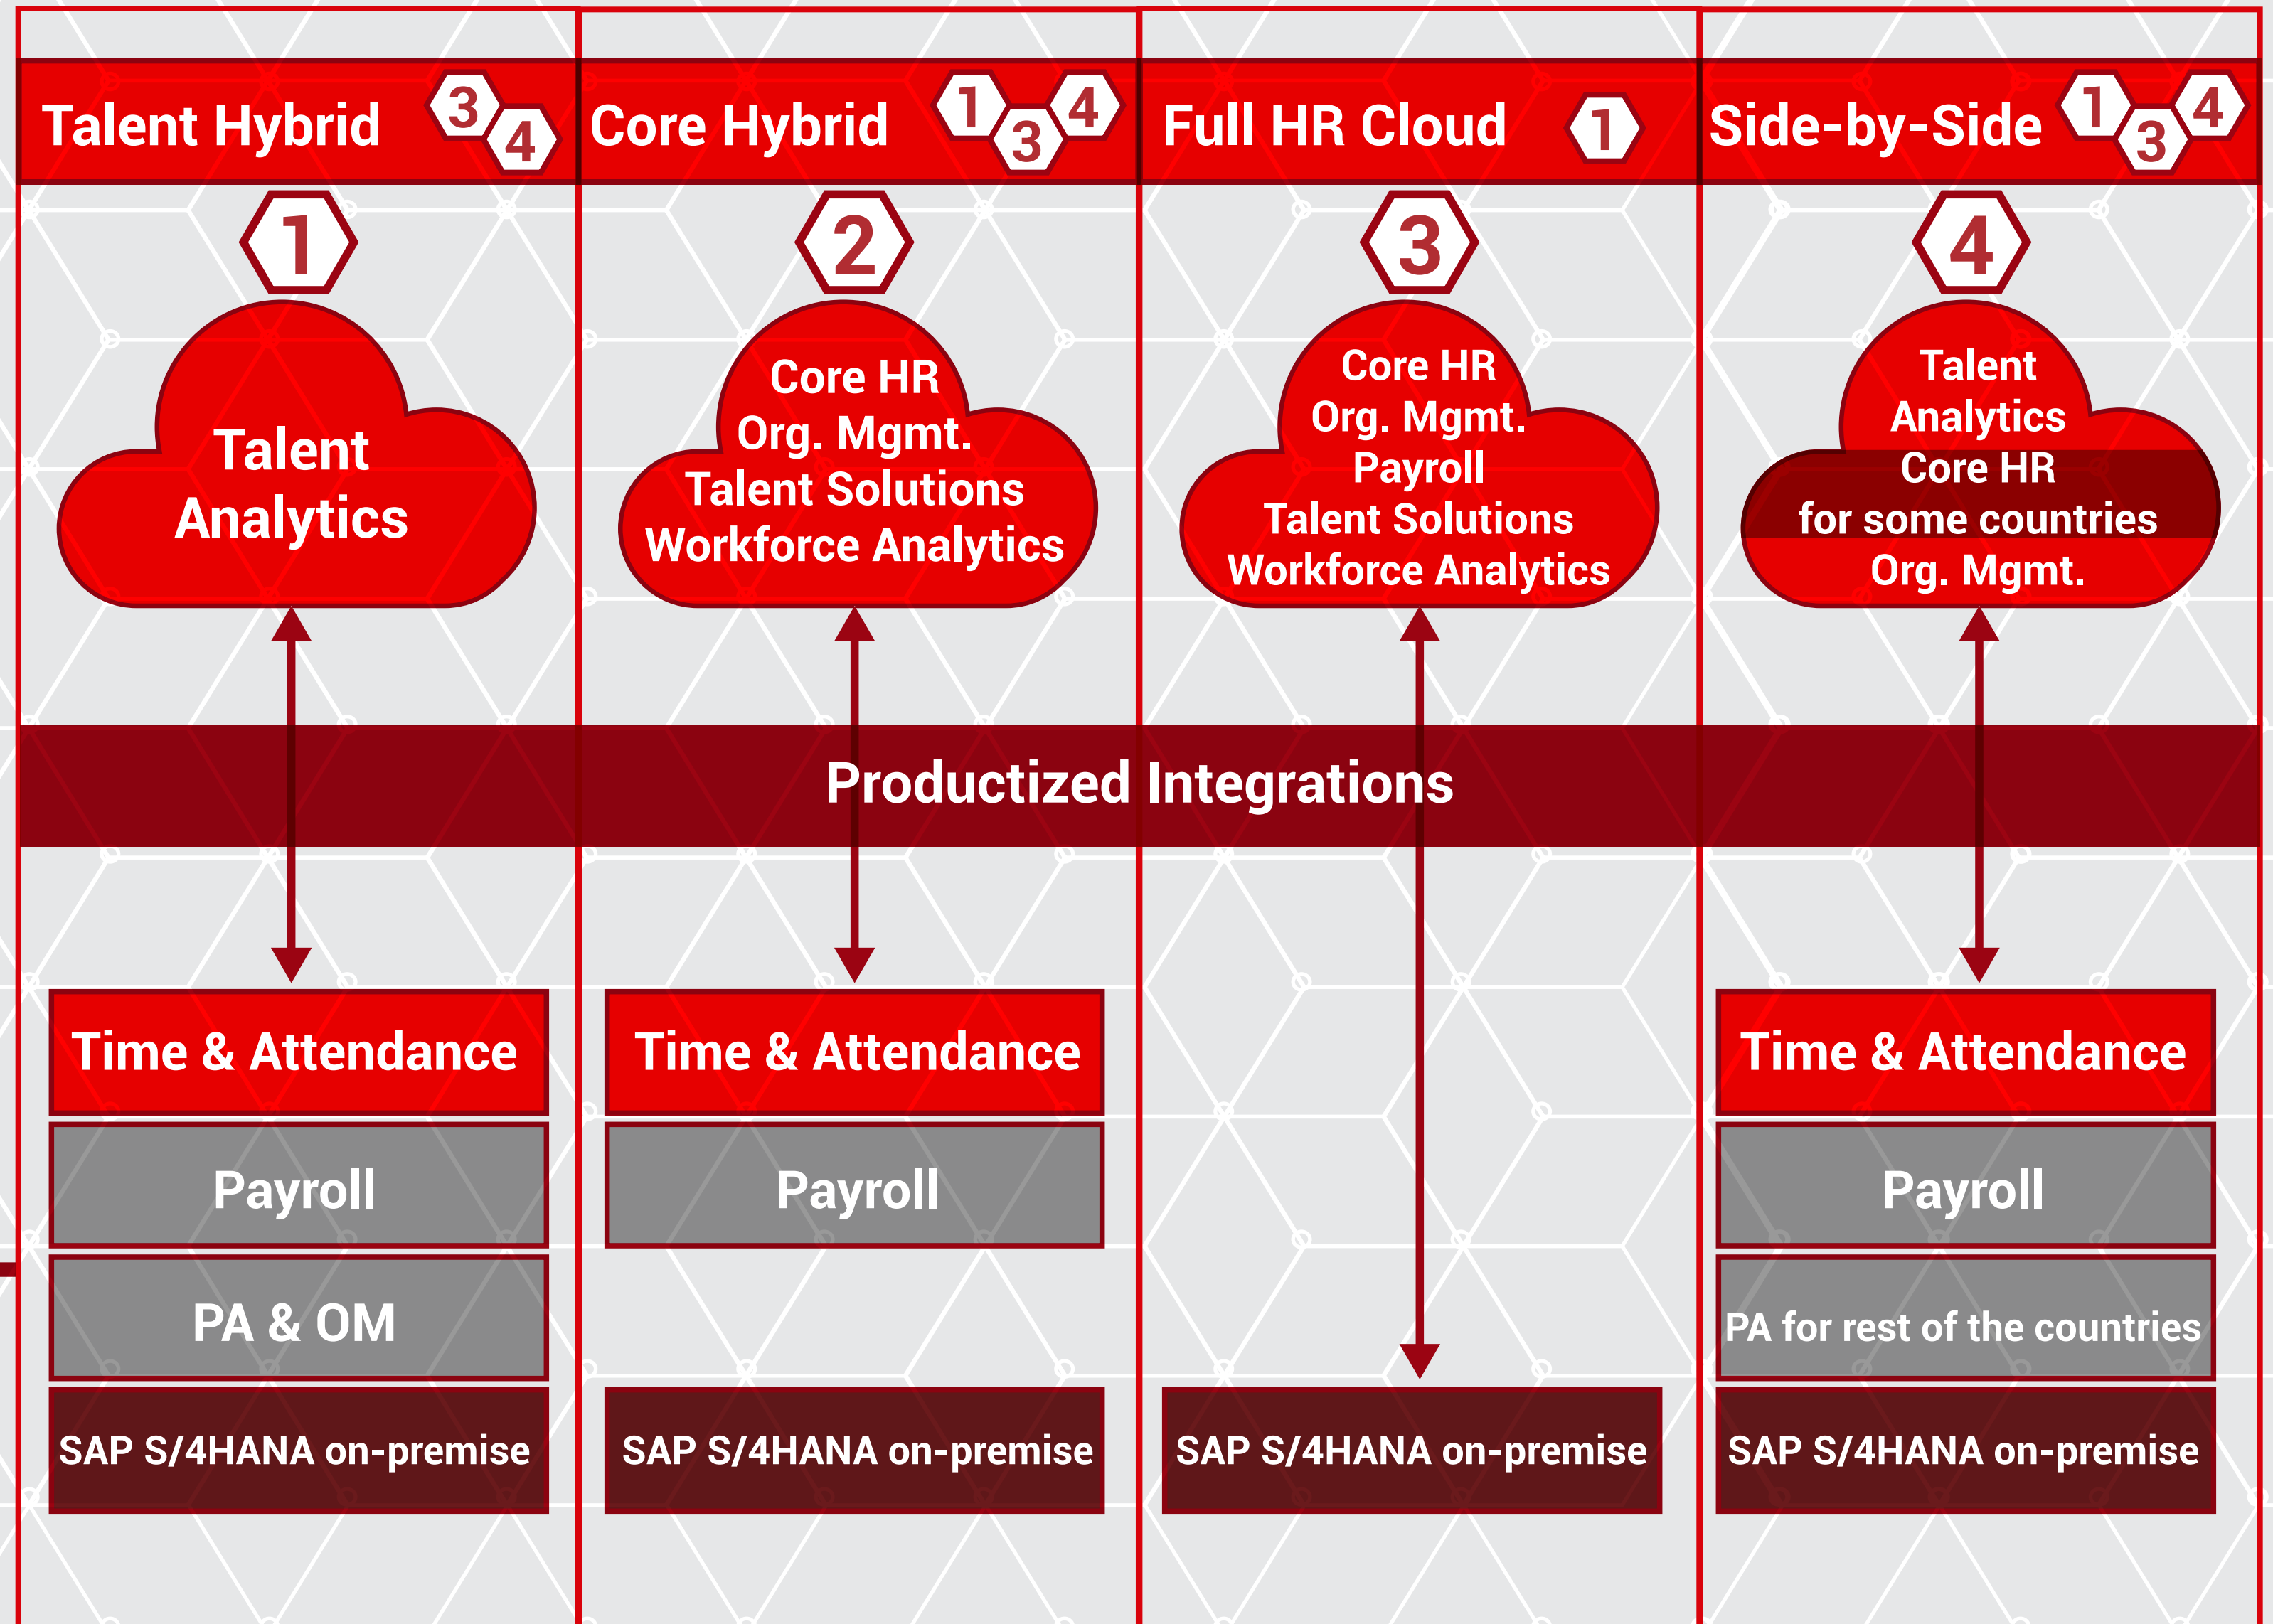 Talent Hybrid
3
4
Core Hybrid
1
3
4
Full HR Cloud
1
Side-by-Side
1
3
4
1
2
3
4
Talent
Analytics
Core HR
Org. Mgmt.
Talent Solutions
Workforce Analytics
Core HR
Org. Mgmt.
Payroll
Talent Solutions
Workforce Analytics
Talent
Analytics
Core HR
for some countries
Org. Mgmt.
Productized Integrations
Time & Attendance
Payroll
PA & OM
SAP S/4HANA on-premise
Time & Attendance
Payroll
SAP S/4HANA on-premise
SAP S/4HANA on-premise
Time & Attendance
Payroll
PA for rest of the countries
SAP S/4HANA on-premise